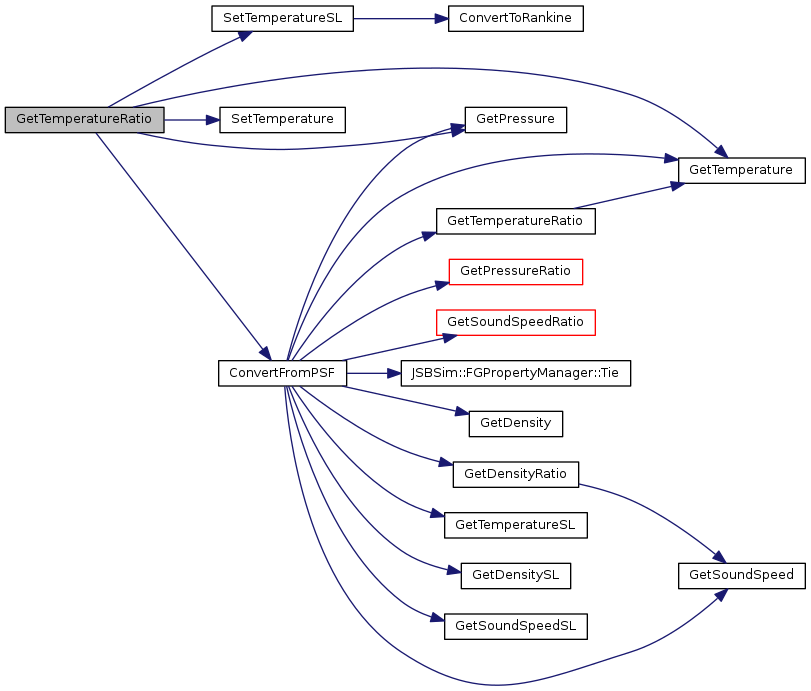 SetTemperatureSL
ConvertToRankine
GetTemperatureRatio
SetTemperature
GetPressure
GetTemperature
GetTemperatureRatio
GetPressureRatio
GetSoundSpeedRatio
ConvertFromPSF
JSBSim::FGPropertyManager::Tie
GetDensity
GetDensityRatio
GetTemperatureSL
GetDensitySL
GetSoundSpeed
GetSoundSpeedSL